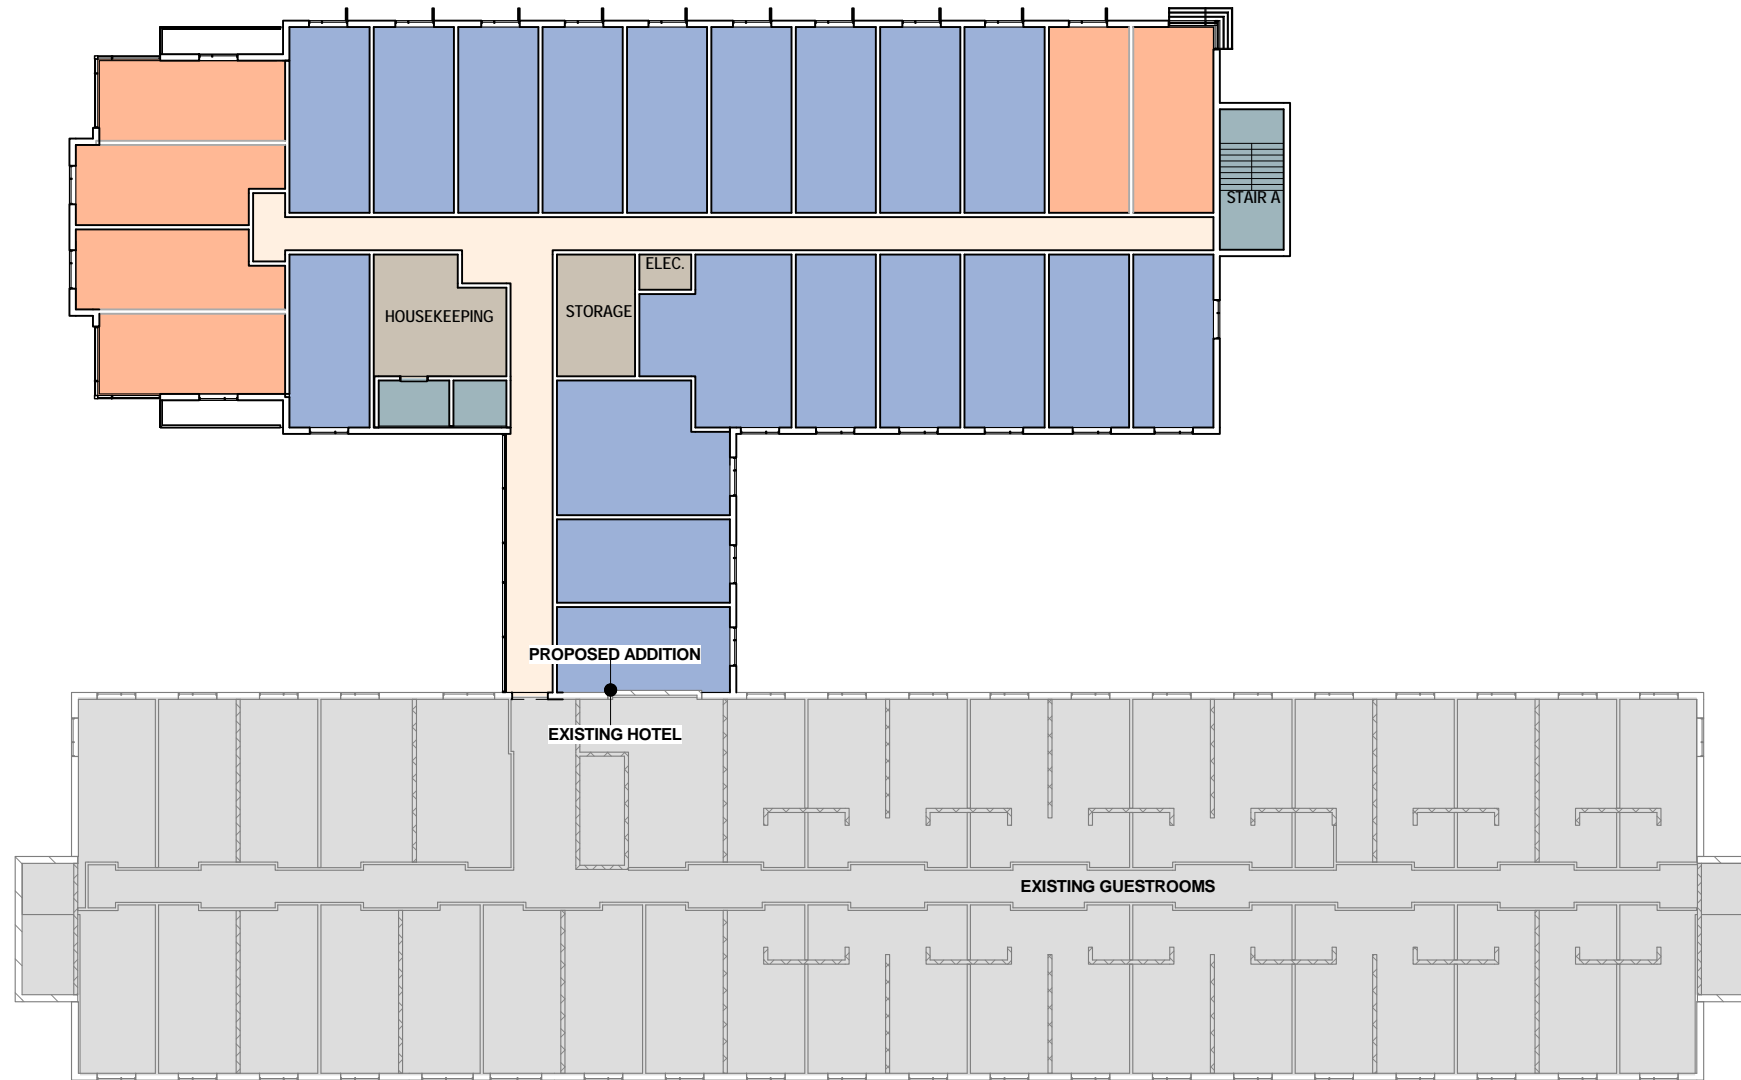 STAIR A
ELEC.
HOUSEKEEPING
STORAGE
PROPOSED ADDITION
EXISTING HOTEL
EXISTING GUESTROOMS